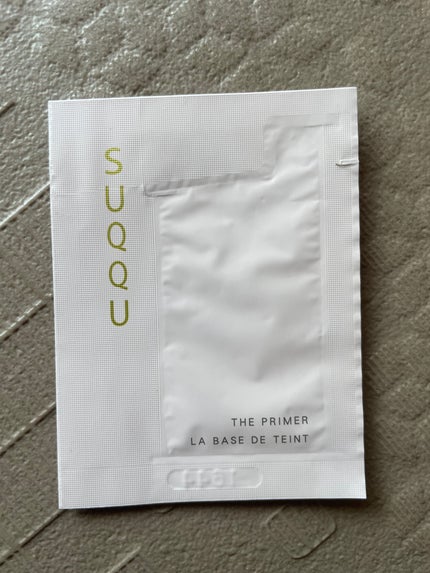 SUQQU
THE PRIMER
LA BASE DE TEINT